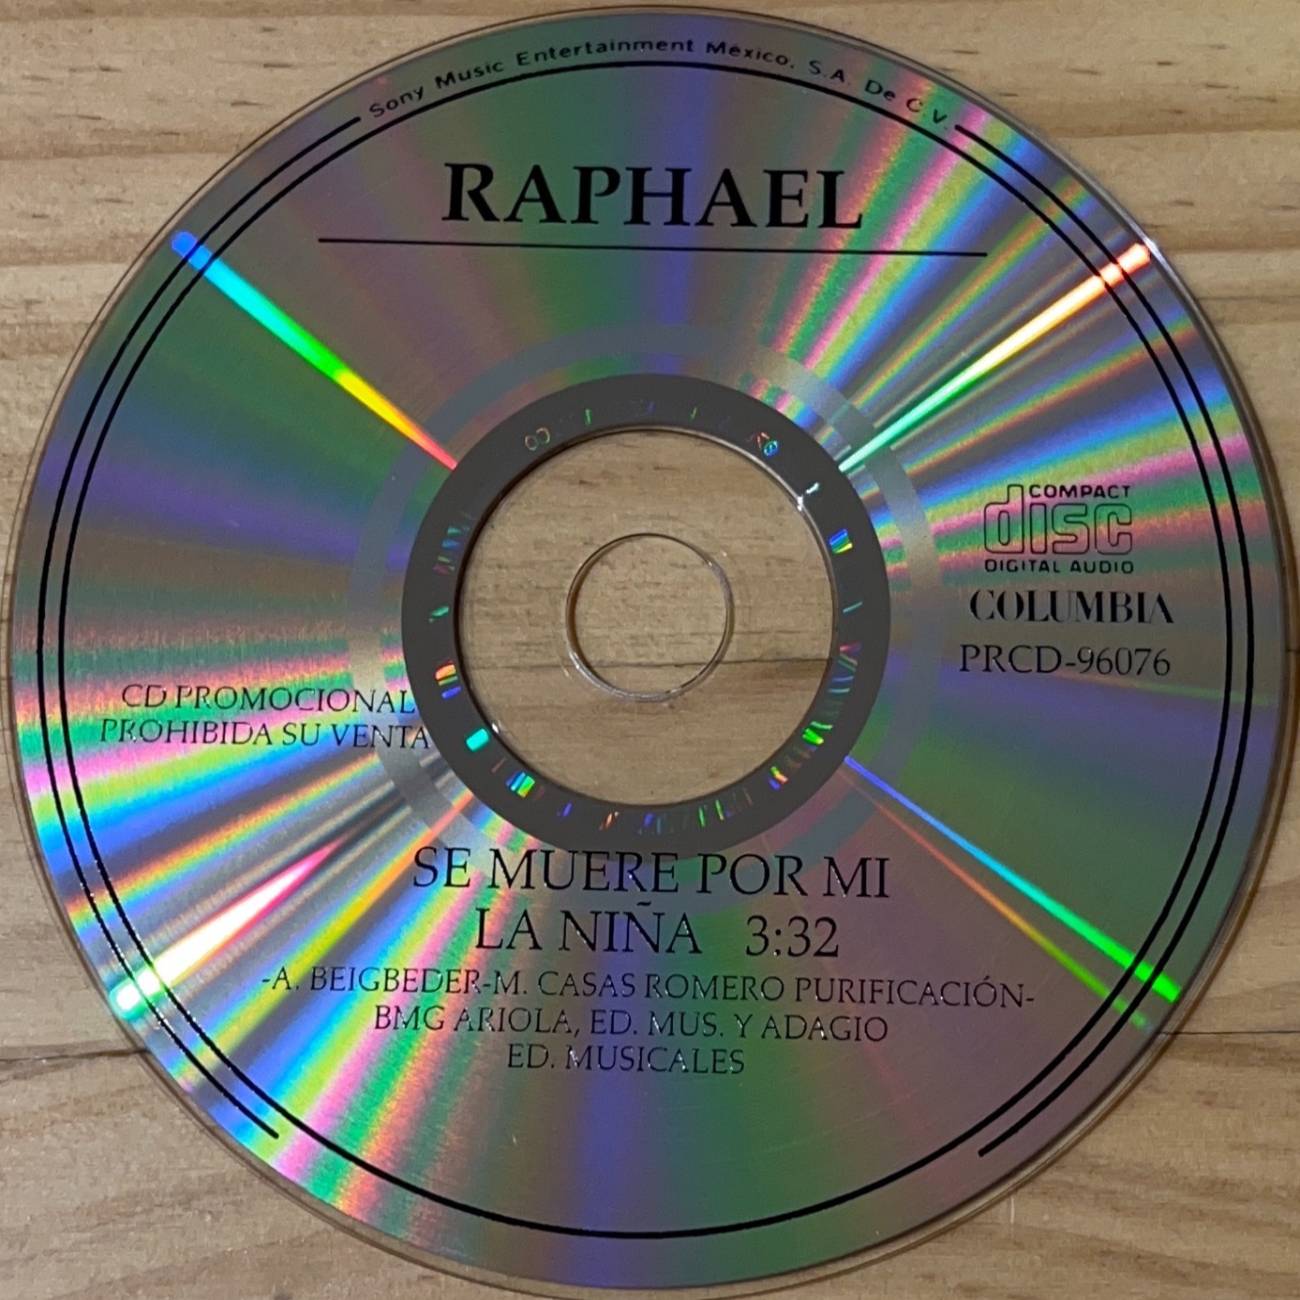 Sony Music Entertainment México, S.A. De C.V.
RAPHAEL
COMPACT
disc
DIGITAL AUDIO
COLUMBIA
PRCD-96076
CD PROMOCIONAL
PROHIBIDA SU VENTA
SE MUERE POR MI
LA NIÑA 3:32
-A. BEIGBEDER-M. CASAS ROMERO PURIFICACIÓN-
BMG ARIOLA, ED. MUS. Y ADAGIO
ED. MUSICALES